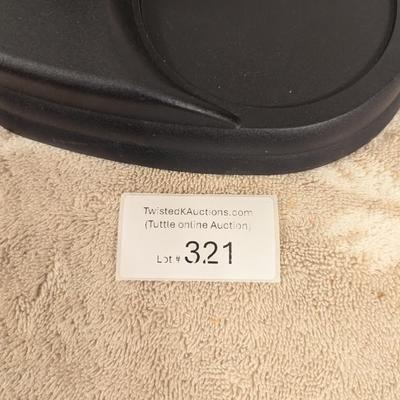 TwistedKAuctions.com
(Tuttle online Auction)
Lot # 321